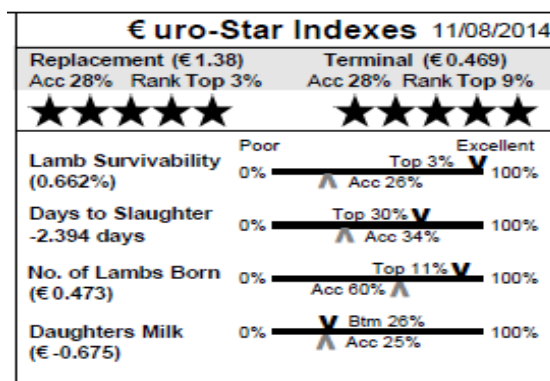 € uro-Star Indexes 11/08/2014
Replacement (€ 1.38) Terminal (€ 0.469)
Acc 28% Rank Top 3% Acc 28% Rank Top 9%
★★★★★ ★★★★★
Poor Excellent
Lamb Survivability 0% Top 3% V 100%
(0.662%) Acc 26%
Days to Slaughter 0% Top 30% V 100%
-2.394 days Acc 34%
No. of Lambs Born 0% Top 11% V 100%
(€ 0.473) Acc 60%
Daughters Milk 0% V Btm 26% 100%
(€ -0.675) Acc 25%